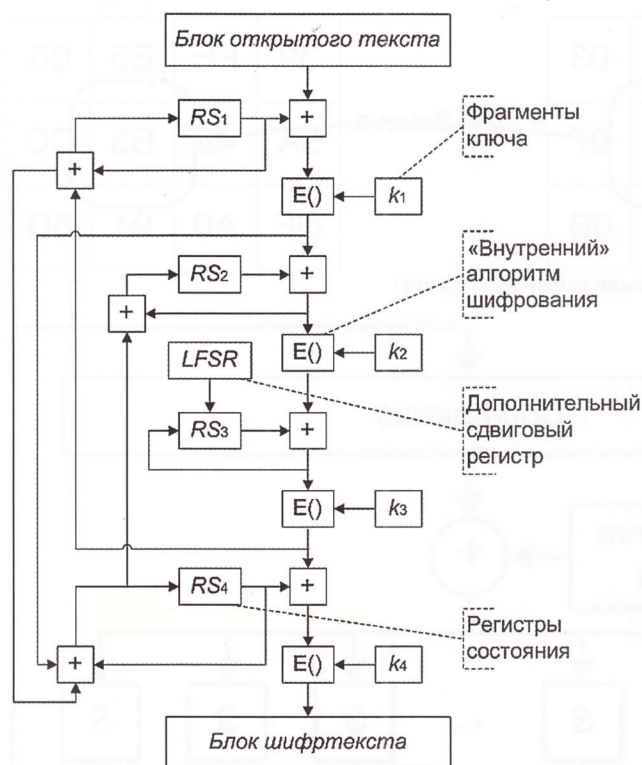 Блок открытого текста
RS1
+
Фрагменты
ключа
+
E()
k1
«Внутренний»
алгоритм
шифрования
RS2
+
+
E()
k2
LFSR
Дополнительный
сдвиговый
регистр
RS3
+
E()
k3
RS4
+
Регистры
состояния
+
E()
k4
Блок шифртекста